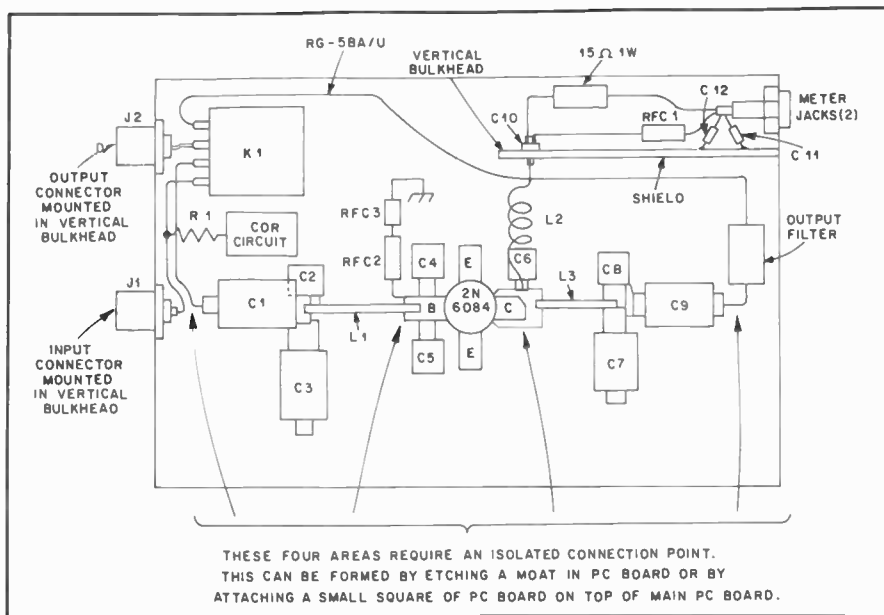 RG-5BA/U
VERTICAL
BULKHEAD
15Ω 1W
C10
RFC 1
C 12
METER
JACKS(2)
C 11
SHIELO
J2
D
K1
OUTPUT
CONNECTOR
MOUNTED
IN VERTICAL
BULKHEAD
R 1
COR
CIRCUIT
RFC3
RFC2
L2
OUTPUT
FILTER
J1
C1
C2
C4
E
C6
C8
2N
6084
B
C
L3
C9
L1
C3
C5
E
C7
INPUT
CONNECTOR
MOUNTED
IN VERTICAL
BULKHEAO
THESE FOUR AREAS REQUIRE AN ISOLATED CONNECTION POINT.
THIS CAN BE FORMED BY ETCHING A MOAT IN PC BOARD OR BY
ATTACHING A SMALL SQUARE OF PC BOARD ON TOP OF MAIN PC BOARD.